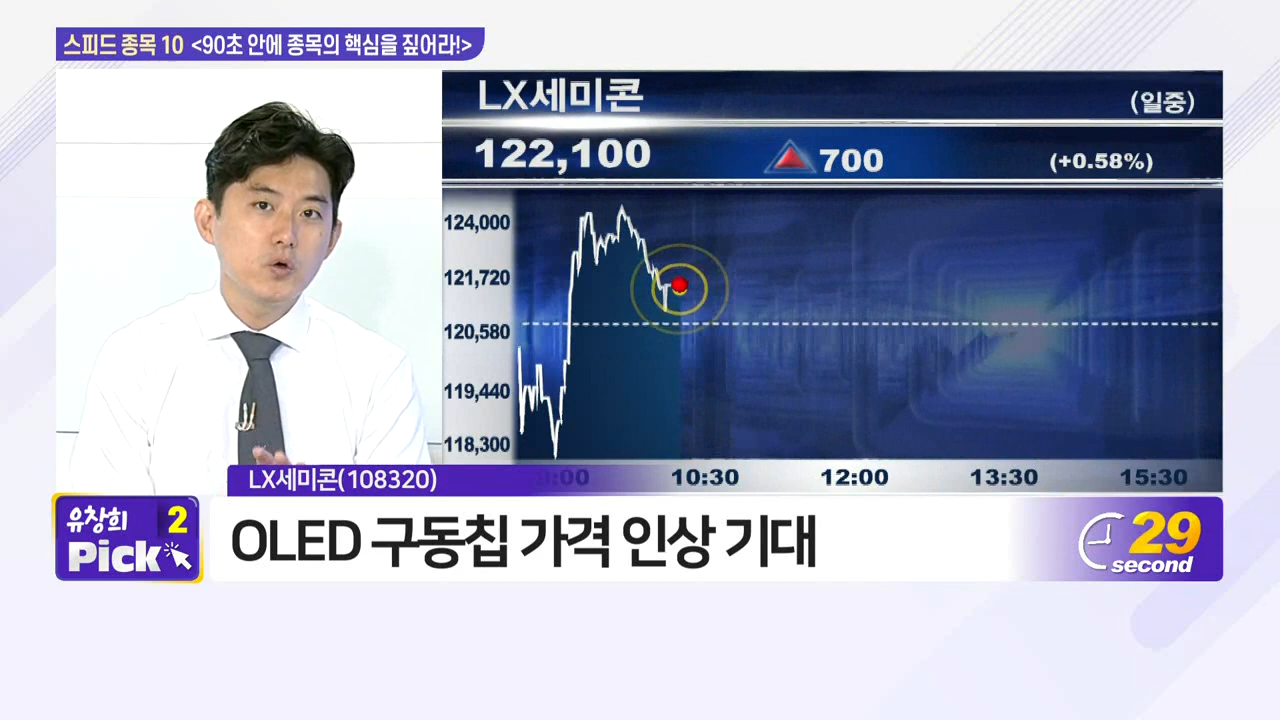 스피드 종목 10 <90초 안에 종목의 핵심을 짚어라!>
LX세미콘
(일중)
122,100
700
(+0.58%)
124,000
121,720
120,580
119,440
118,300
10:30
12:00
13:30
15:30
LX세미콘(108320)
유창희 2
Pick
OLED 구동칩 가격 인상 기대
29
second